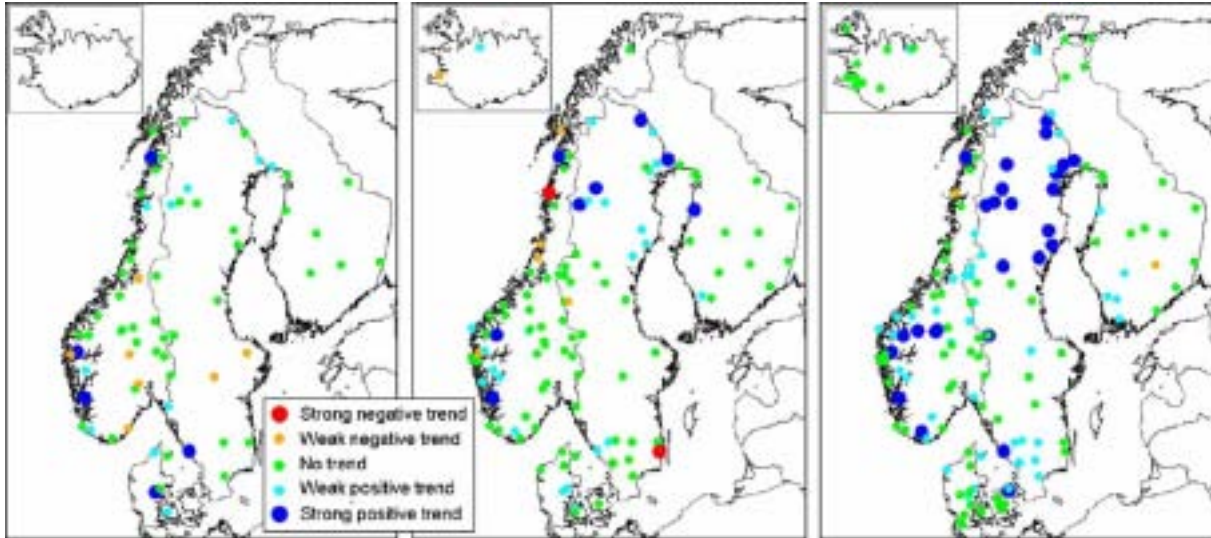 Strong negative trend
Weak negative trend
No trend
Weak positive trend
Strong positive trend